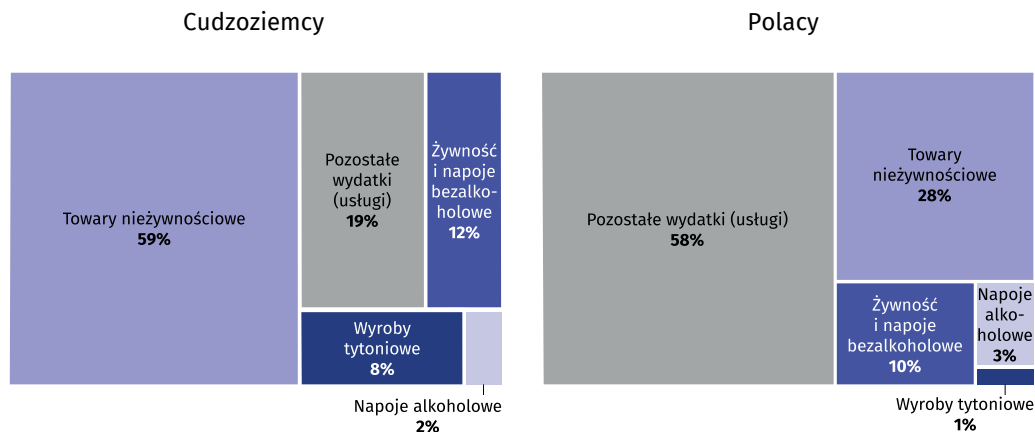 Cudzoziemcy
Towary nieżywnościowe
59%
Pozostałe
wydatki
(usługi)
19%
Żywność
i napoje
bezalko-
holowe
12%
Wyroby
tytoniowe
8%
Napoje alkoholowe
2%
Polacy
Pozostałe wydatki (usługi)
58%
Towary
nieżywnościowe
28%
Żywność
i napoje
bezalkoholowe
10%
Napoje
alko-
holowe
3%
Wyroby tytoniowe
1%